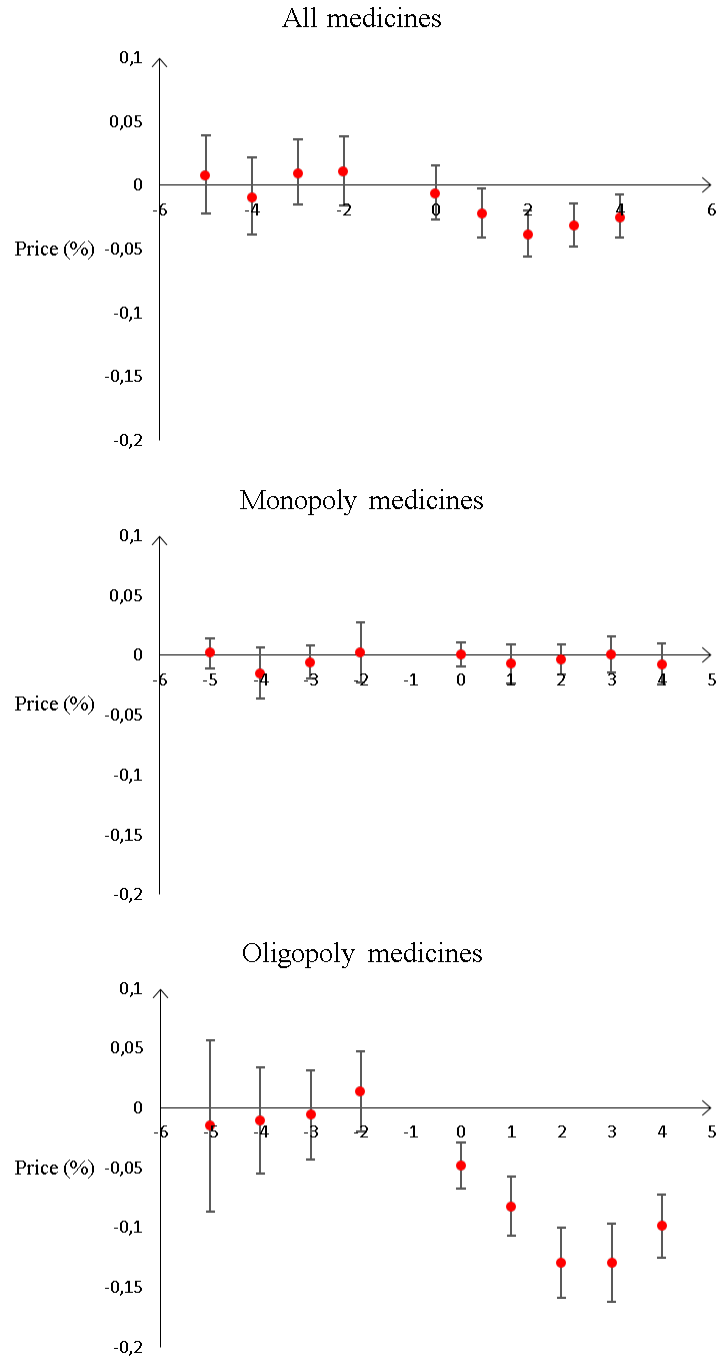 All medicines
0,1
0,05
0
-6 -4 -2 0 2 4 6
Price (%) -0,05
-0,1
-0,15
-0,2
Monopoly medicines
0,1
0,05
0
-6 -5 -4 -3 -2 -1 0 1 2 3 4 5
Price (%) -0,05
-0,1
-0,15
-0,2
Oligopoly medicines
0,1
0,05
0
-6 -5 -4 -3 -2 -1 0 1 2 3 4 5
Price (%) -0,05
-0,1
-0,15
-0,2